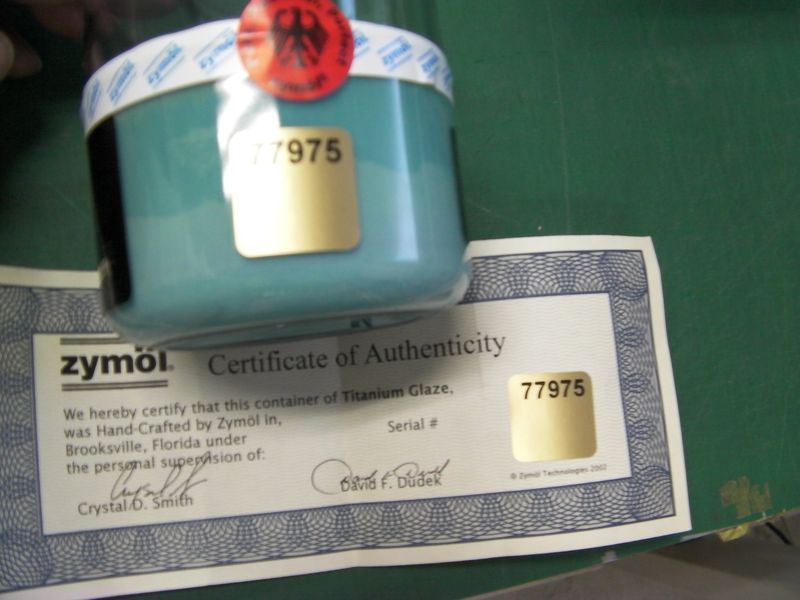 77975
zymöl®
Certificate of Authenticity
We hereby certify that this container of Titanium Glaze,
was Hand-Crafted by Zymöl in,
Brooksville, Florida under
the personal supervision of:
Serial #
77975
Crystal D. Smith
David F. Dudek
© Zymöl Technologies 2002